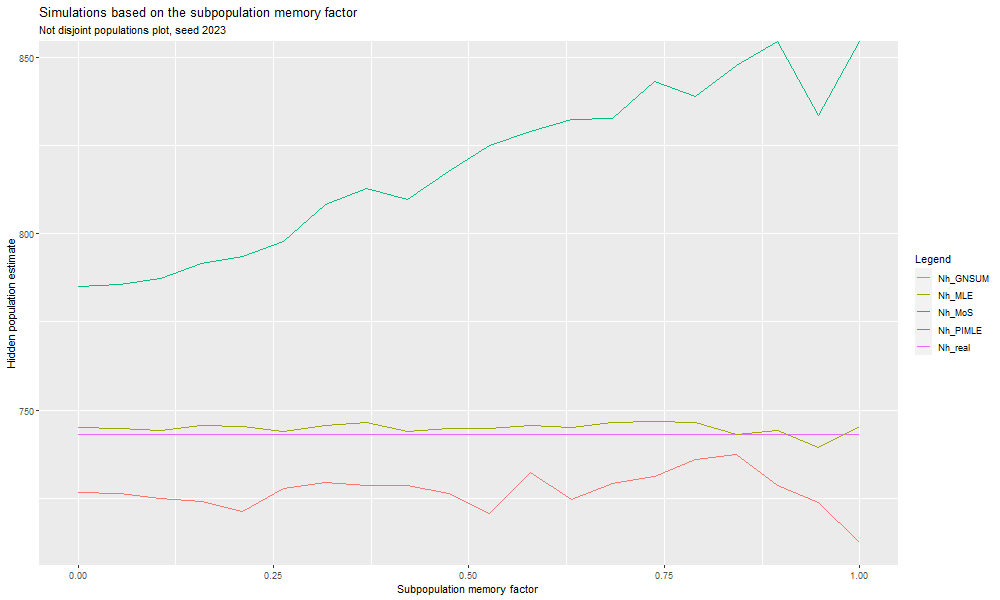 Simulations based on the subpopulation memory factor
Not disjoint populations plot, seed 2023
850
800
750
Hidden population estimate
0.00
0.25
0.50
0.75
1.00
Subpopulation memory factor
Legend
Nh_GNSUM
Nh_MLE
Nh_MoS
Nh_PIMLE
Nh_real